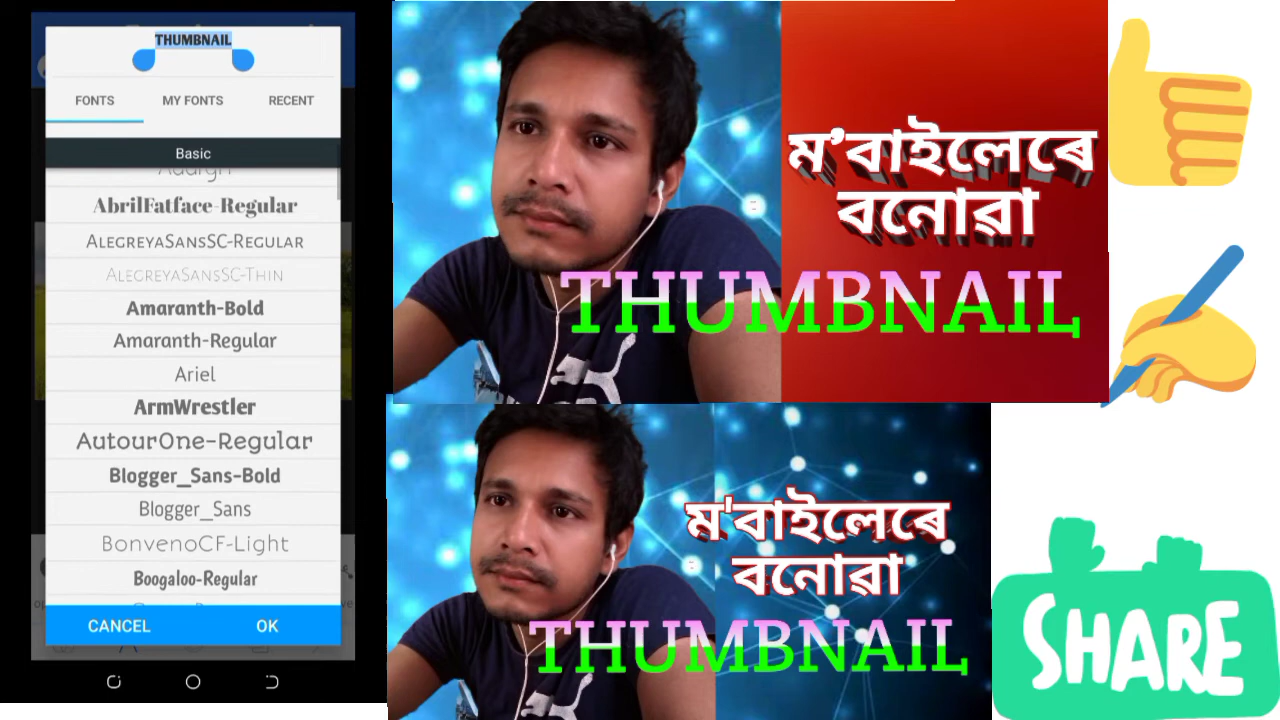 THUMBNAIL
FONTS MY FONTS RECENT
Basic
AbrilFatface-Regular
AlegreyaSansSC-Regular
AlegreyaSansSC-Thin
Amaranth-Bold
Amaranth-Regular
Ariel
ArmWrestler
AutourOne-Regular
Blogger_Sans-Bold
Blogger_Sans
BonvenoCF-Light
Boogaloo-Regular
CANCEL OK
ম’বাইলেৰে
বনোৱা
THUMBNAIL
ম'বাইলেৰে
বনোৱা
THUMBNAIL
SHARE